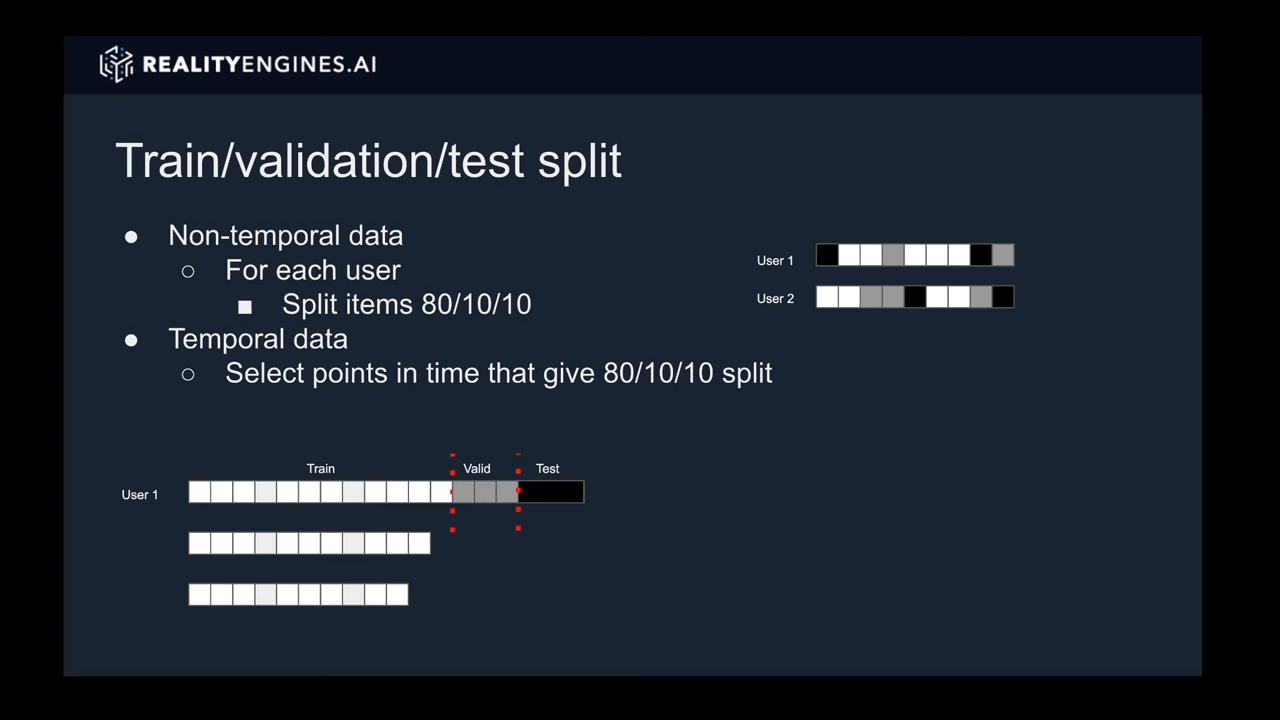 REALITYENGINES.AI
Train/validation/test split
● Non-temporal data
○ For each user
■ Split items 80/10/10
● Temporal data
○ Select points in time that give 80/10/10 split
User 1
User 2
Train Valid Test
User 1